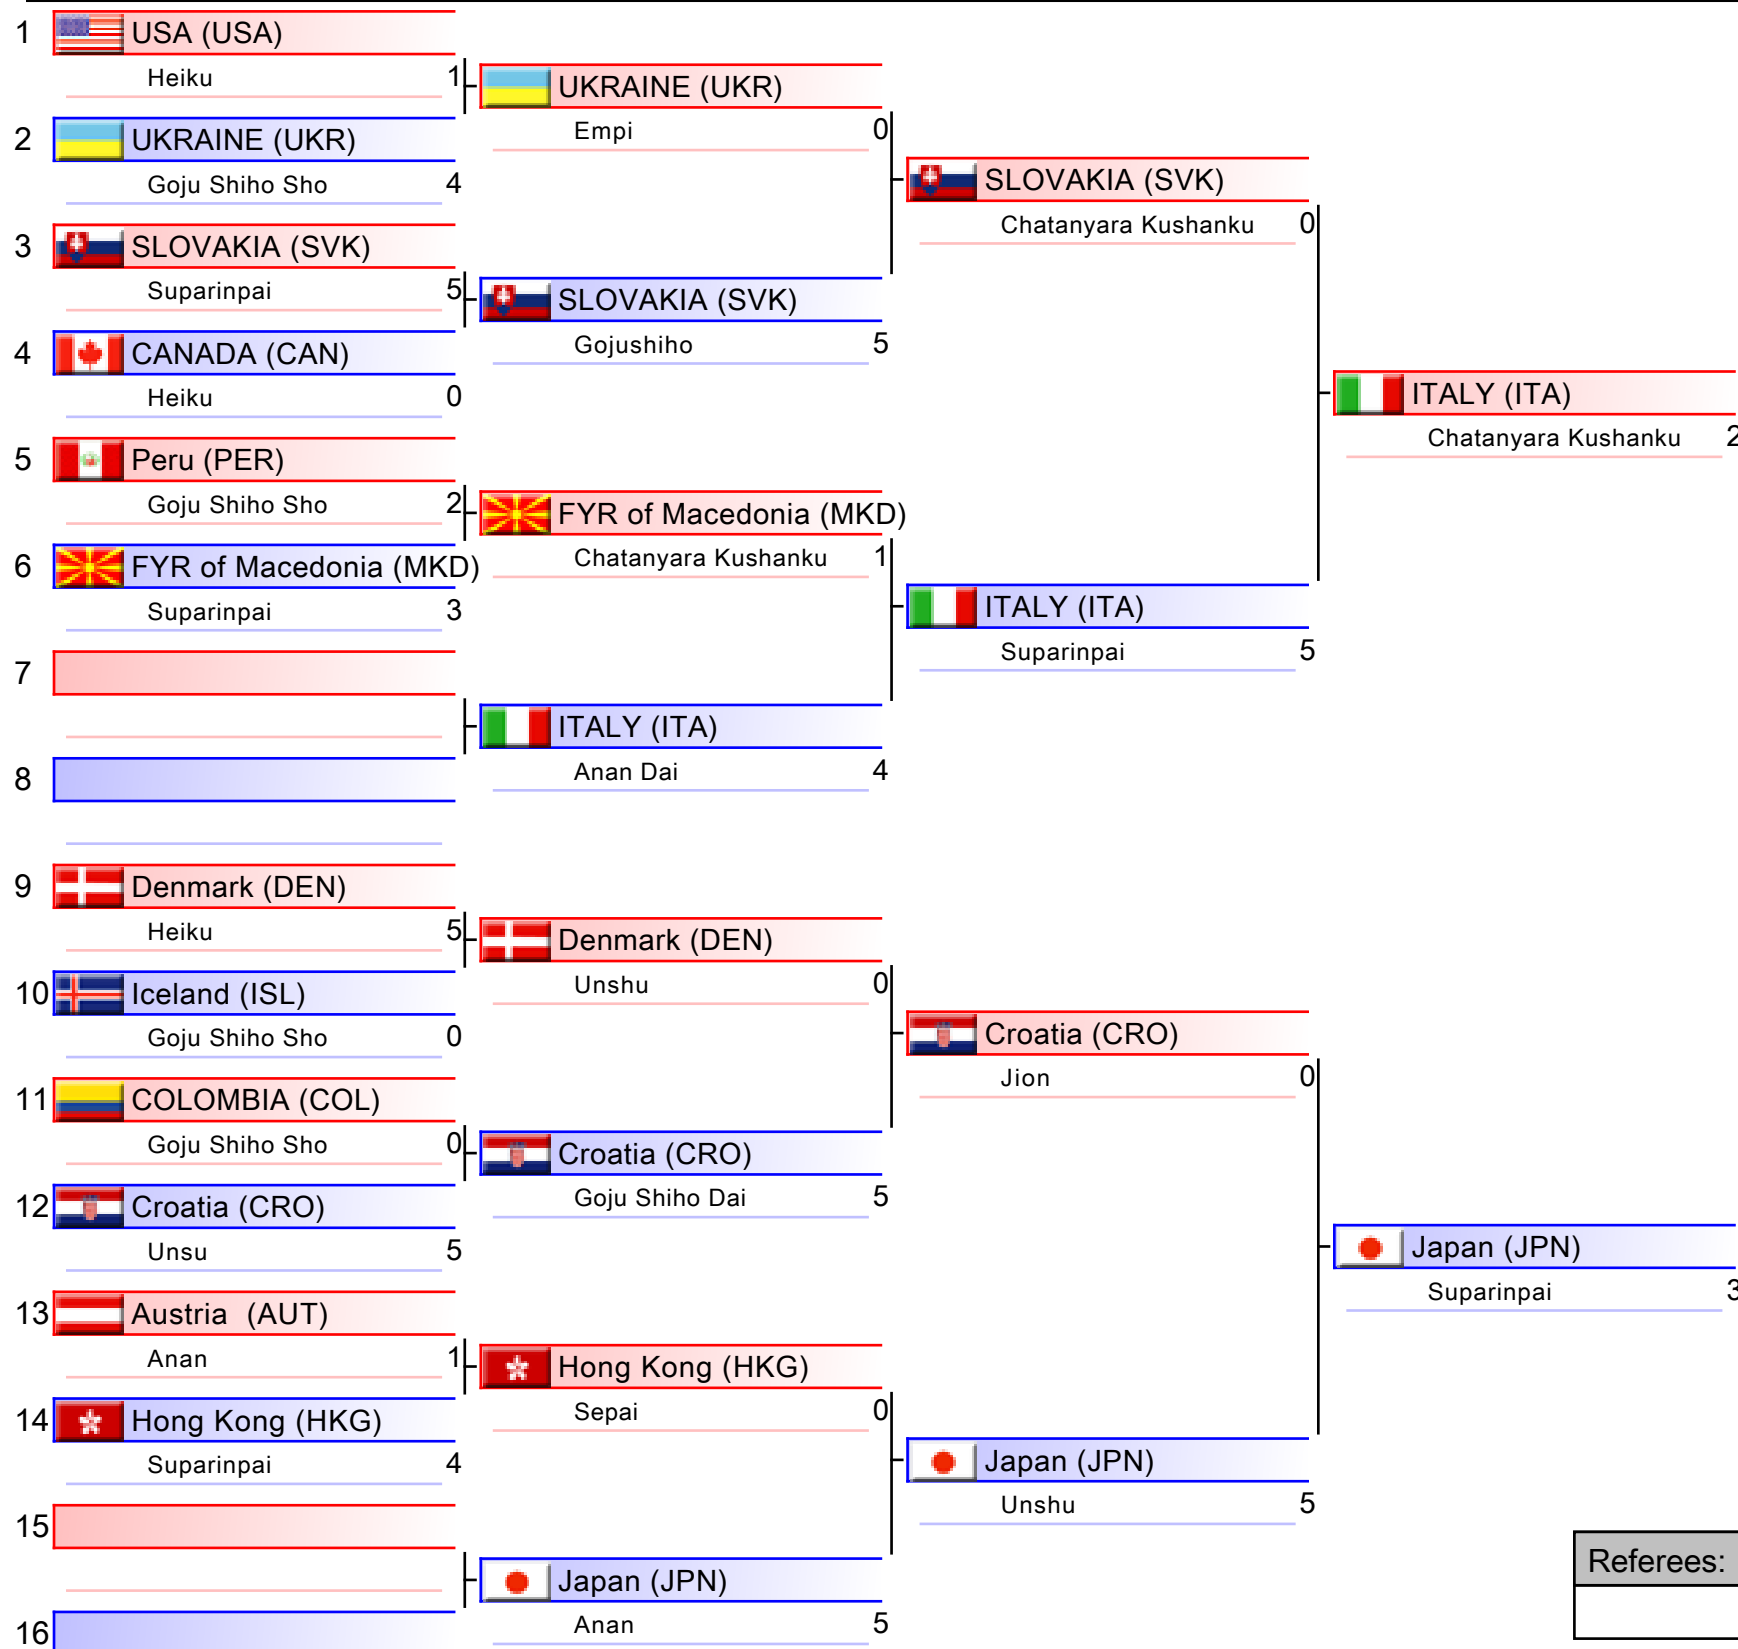 1 USA (USA)
Heiku 1
2 UKRAINE (UKR)
Goju Shiho Sho 4
3 SLOVAKIA (SVK)
Suparinpai 5
4 CANADA (CAN)
Heiku 0
5 Peru (PER)
Goju Shiho Sho 2
6 FYR of Macedonia (MKD)
Suparinpai 3
7
8
9 Denmark (DEN)
Heiku 5
10 Iceland (ISL)
Goju Shiho Sho 0
11 COLOMBIA (COL)
Goju Shiho Sho 0
12 Croatia (CRO)
Unsu 5
13 Austria (AUT)
Anan 1
14 Hong Kong (HKG)
Suparinpai 4
15
16
UKRAINE (UKR)
Empi 0
SLOVAKIA (SVK)
Gojushiho 5
FYR of Macedonia (MKD)
Chatanyara Kushanku 1
ITALY (ITA)
Anan Dai 4
Denmark (DEN)
Unshu 0
Croatia (CRO)
Goju Shiho Dai 5
Hong Kong (HKG)
Sepai 0
Japan (JPN)
Anan 5
SLOVAKIA (SVK)
Chatanyara Kushanku 0
ITALY (ITA)
Suparinpai 5
Croatia (CRO)
Jion 0
Japan (JPN)
Unshu 5
ITALY (ITA)
Chatanyara Kushanku 2
Japan (JPN)
Suparinpai 3
Referees: